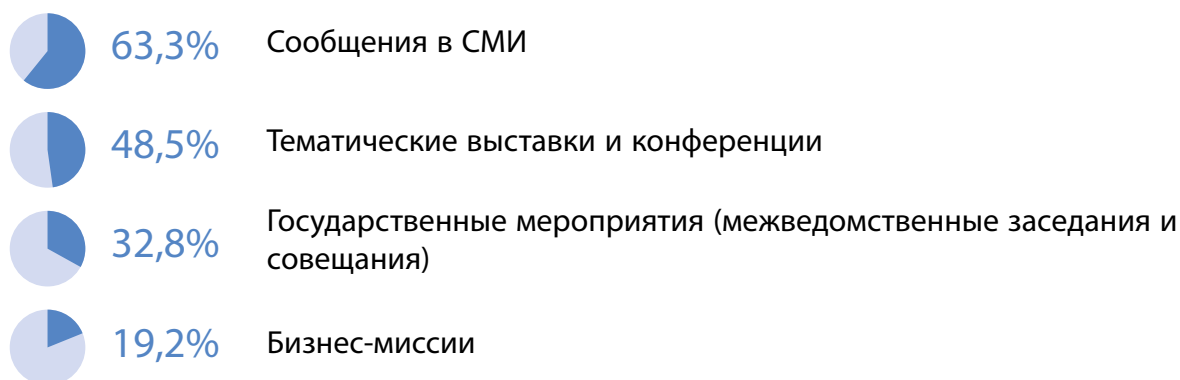 63,3% Сообщения в СМИ
48,5% Тематические выставки и конференции
32,8% Государственные мероприятия (межведомственные заседания и
совещания)
19,2% Бизнес-миссии